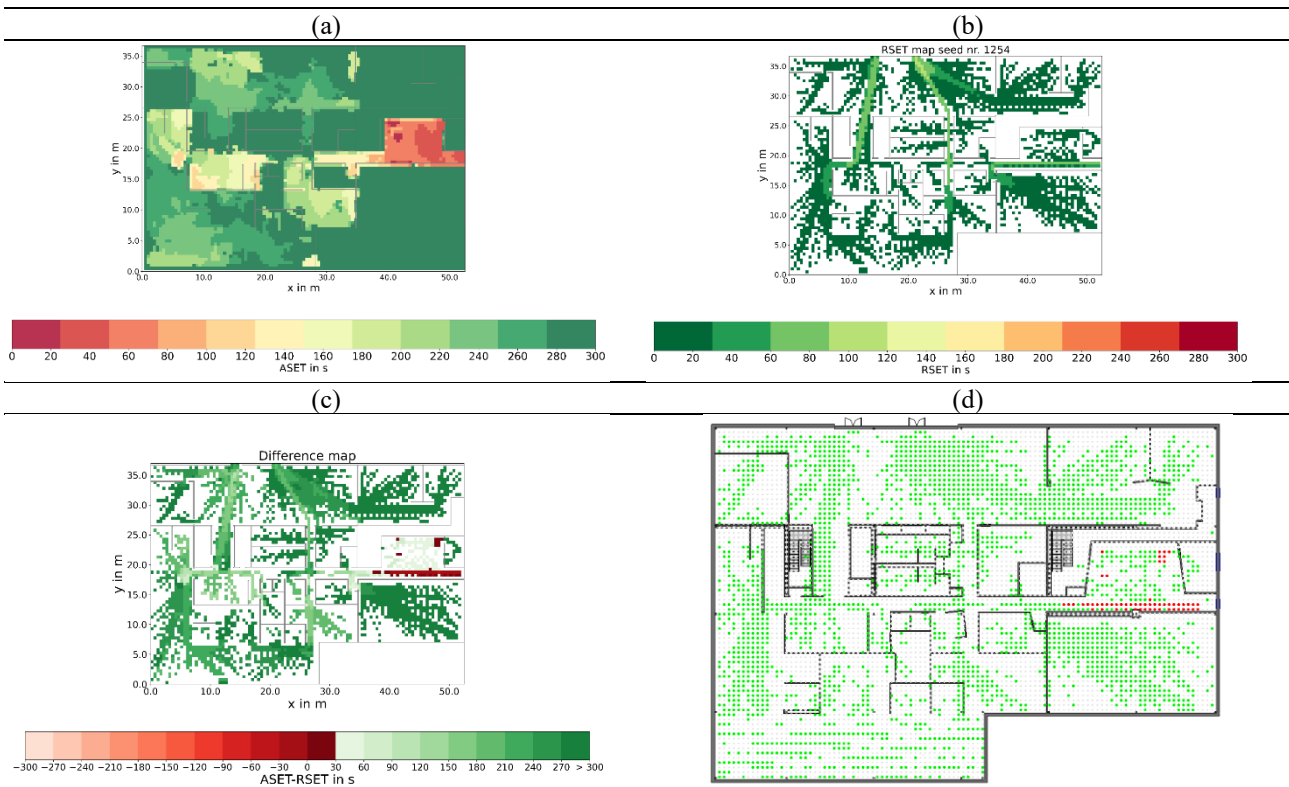 (a)
(b)
35.0
30.0
25.0
20.0
15.0
10.0
5.0
0.0
y in m
0.0 10.0 20.0 30.0 40.0 50.0
x in m
0 20 40 60 80 100 120 140 160 180 200 220 240 260 280 300
ASET in s
RSET map seed nr. 1254
35.0
30.0
25.0
20.0
15.0
10.0
5.0
0.0
y in m
0.0 10.0 20.0 30.0 40.0 50.0
x in m
0 20 40 60 80 100 120 140 160 180 200 220 240 260 280 300
RSET in s
(c)
(d)
Difference map
35.0
30.0
25.0
20.0
15.0
10.0
5.0
0.0
y in m
0.0 10.0 20.0 30.0 40.0 50.0
x in m
−300 −270 −240 −210 −180 −150 −120 −90 −60 −30 0 30 60 90 120 150 180 210 240 270 > 300
ASET-RSET in s